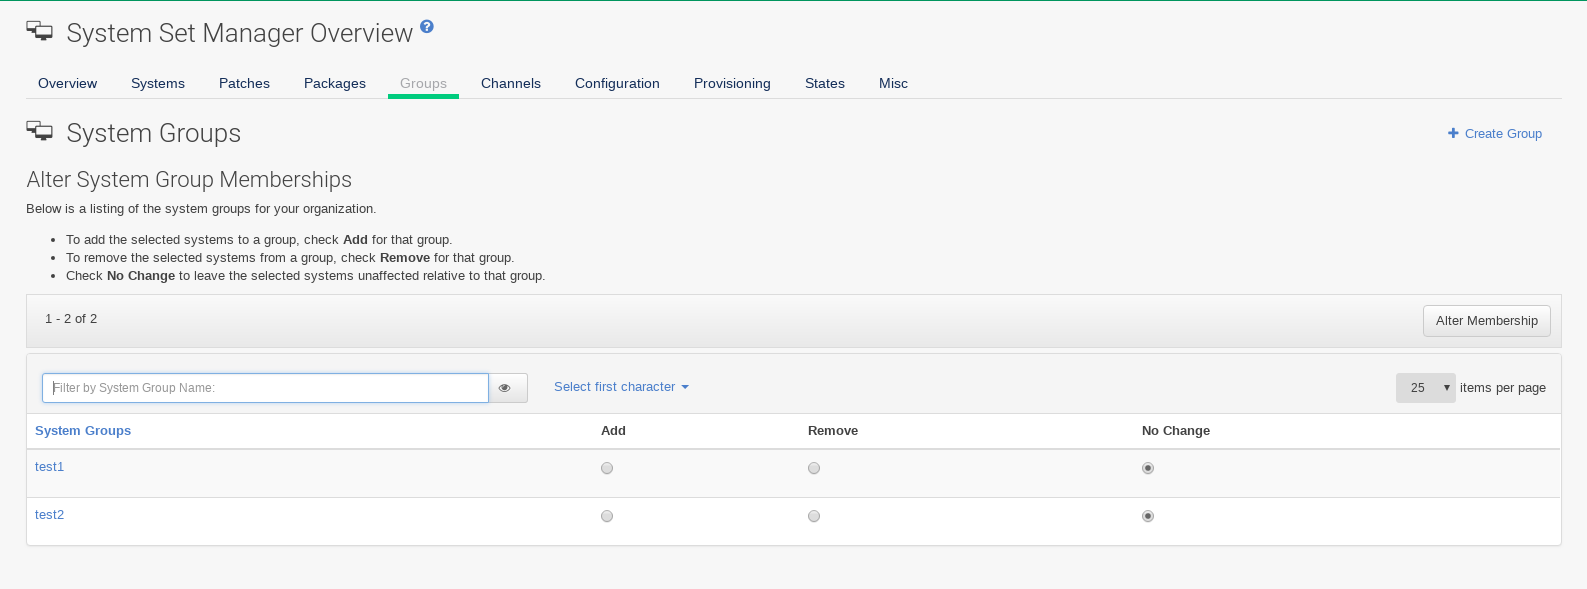 System Set Manager Overview ?
Overview Systems Patches Packages Groups Channels Configuration Provisioning States Misc
System Groups
Create Group
Alter System Group Memberships
Below is a listing of the system groups for your organization.
• To add the selected systems to a group, check Add for that group.
• To remove the selected systems from a group, check Remove for that group.
• Check No Change to leave the selected systems unaffected relative to that group.
1 - 2 of 2
Alter Membership
Filter by System Group Name:
Select first character
25 items per page
System Groups Add Remove No Change
test1
test2